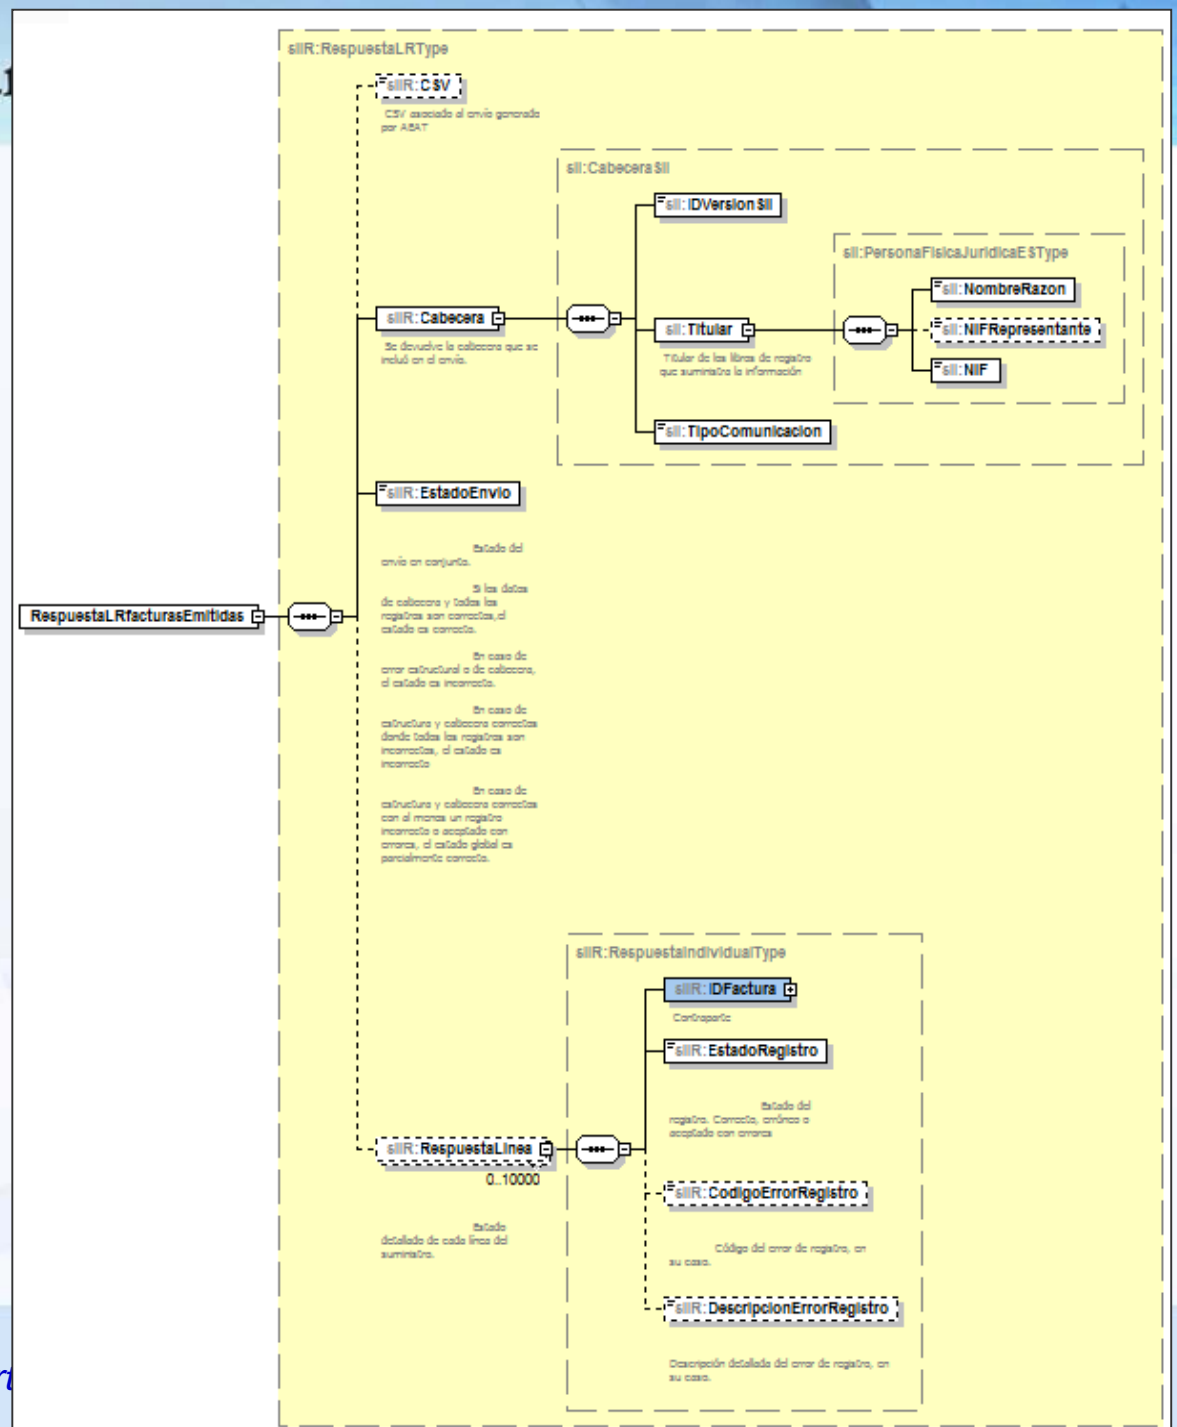 siiR:RespuestaLRType
siiR:CSV
CSV asociado al envío generado
por AEAT
sii:CabeceraSii
sii:IDVersionSii
sii:PersonaFisicaJuridicaESType
sii:NombreRazon
siiR:Cabecera
sii:Titular
sii:NIFRepresentante
Se devuelve la cabecera que se
incluó en el envío.
Titular de los libros de registro
que suministra la información
sii:NIF
sii:TipoComunicacion
siiR:EstadoEnvio
Estado del
envío en conjunto.
Si los datos
de cabecera y todos los
registros son correctos,el
estado es correcto.
RespuestaLRfacturasEmitidas
En caso de
error estructural o de cabecera,
el estado es incorrecto.
En caso de
estructura y cabecera correctos
donde todos los registros son
incorrectos, el estado es
incorrecto
En caso de
estructura y cabecera correctos
con al menos un registro
incorrecto o aceptado con
errores, el estado global es
parcialmente correcto.
siiR:RespuestaIndividualType
siiR:IDFactura
Contraparte
siiR:EstadoRegistro
Estado del
registro. Correcto, erróneo o
aceptado con errores
siiR:RespuestaLinea
0..10000
Estado
detallado de cada línea del
suministro.
siiR:CodigoErrorRegistro
Código del error de registro, en
su caso.
siiR:DescripcionErrorRegistro
Descripción detallada del error de registro, en
su caso.